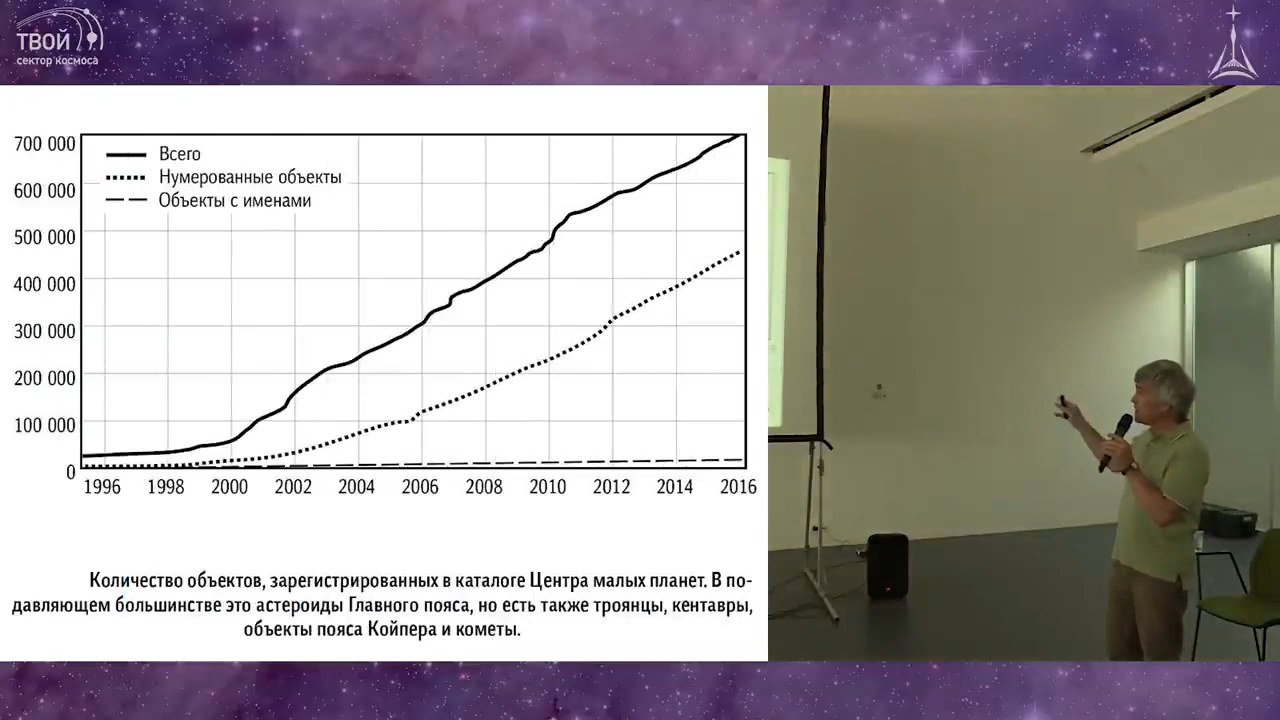 ТВОЙ
сектор космоса
700 000
600 000
500 000
400 000
300 000
200 000
100 000
0
Всего
Нумерованные объекты
Объекты с именами
1996 1998 2000 2002 2004 2006 2008 2010 2012 2014 2016
Количество объектов, зарегистрированных в каталоге Центра малых планет. В по-
давляющем большинстве это астероиды Главного пояса, но есть также троянцы, кентавры,
объекты пояса Койпера и кометы.